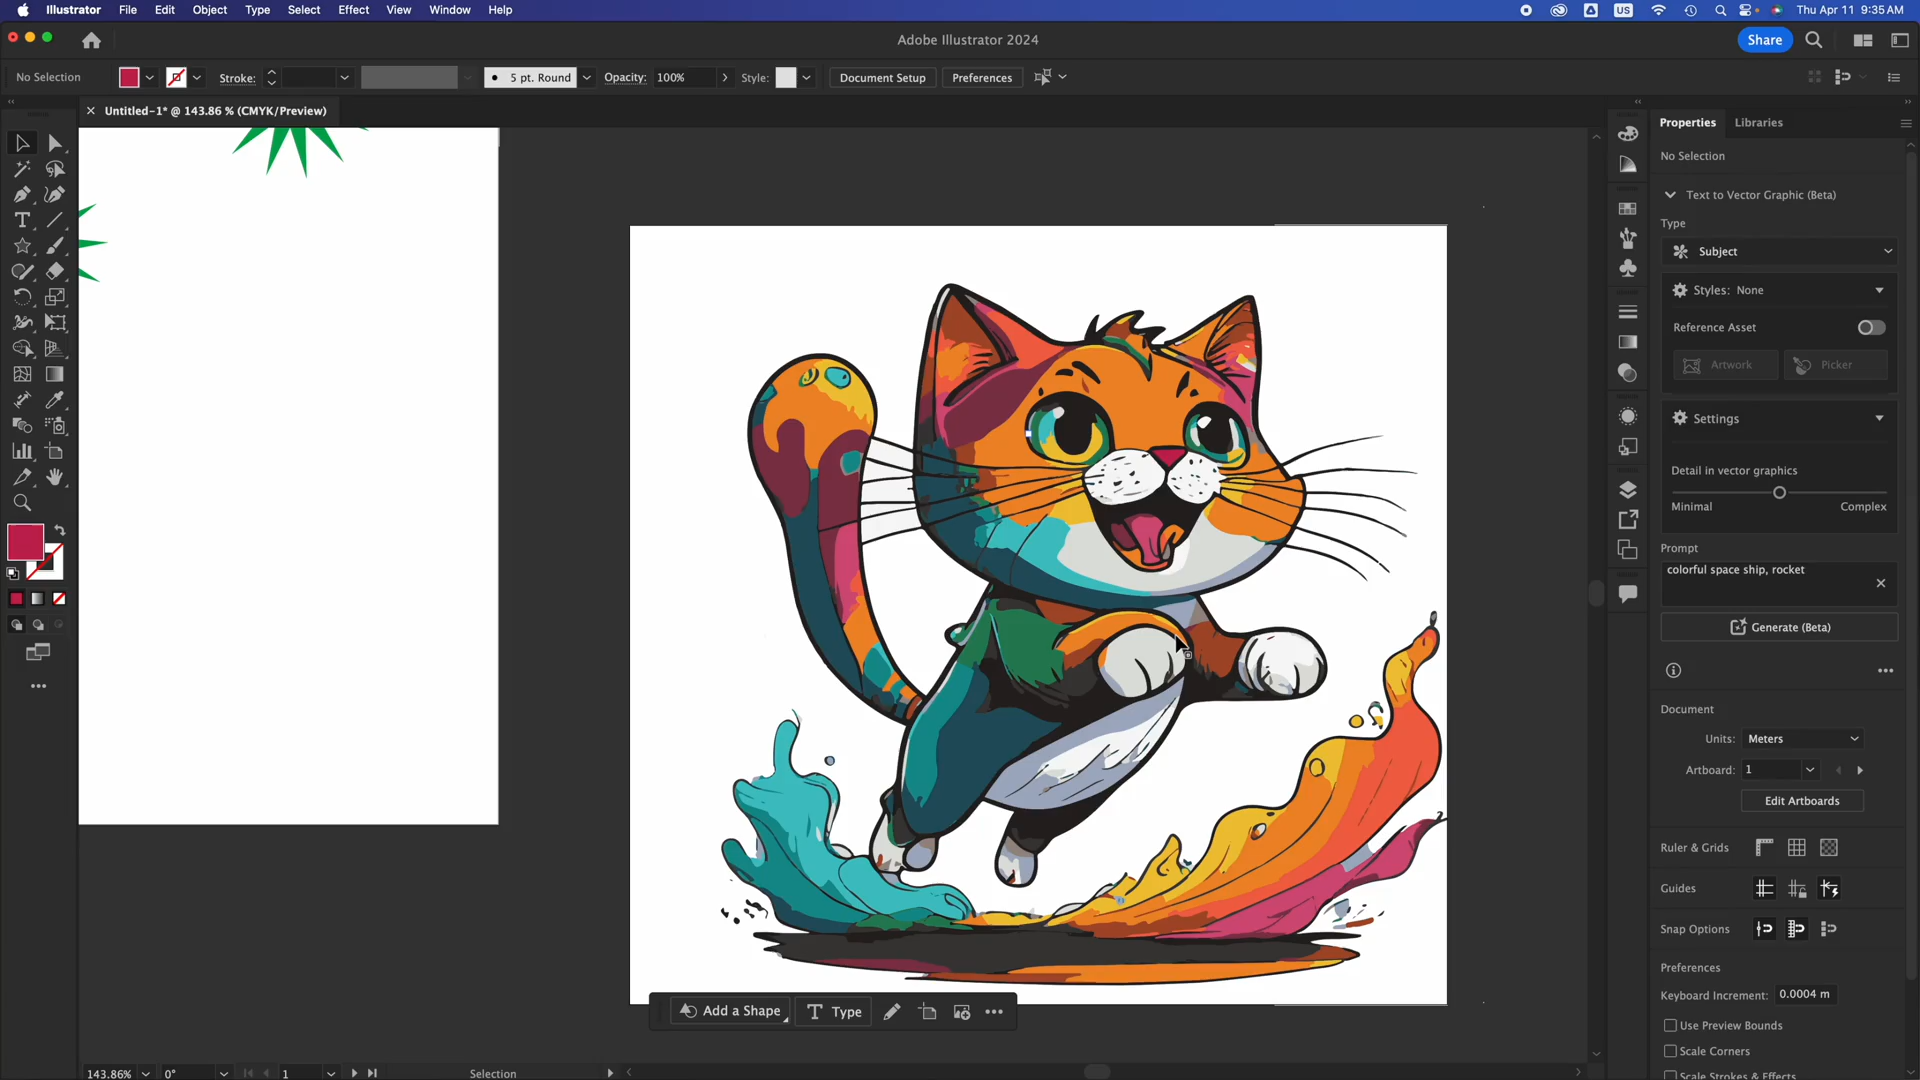 Illustrator File Edit Object Type Select Effect View Window Help
US
Thu Apr 11 9:35 AM
Adobe Illustrator 2024
Share
No Selection
Stroke:
5 pt. Round
Opacity: 100%
Style:
Document Setup
Preferences
Untitled-1* @ 143.86 % (CMYK/Preview)
Properties
Libraries
No Selection
Text to Vector Graphic (Beta)
Type
Subject
Styles: None
Reference Asset
Artwork
Picker
Settings
Detail in vector graphics
Minimal
Complex
Prompt
colorful space ship, rocket
Generate (Beta)
Document
Units: Meters
Artboard: 1
Edit Artboards
Ruler & Grids
Guides
Snap Options
Preferences
Keyboard Increment: 0.0004 m
Use Preview Bounds
Scale Corners
Scale Strokes & Effects
Add a Shape
Type
143.86%
0°
1
Selection